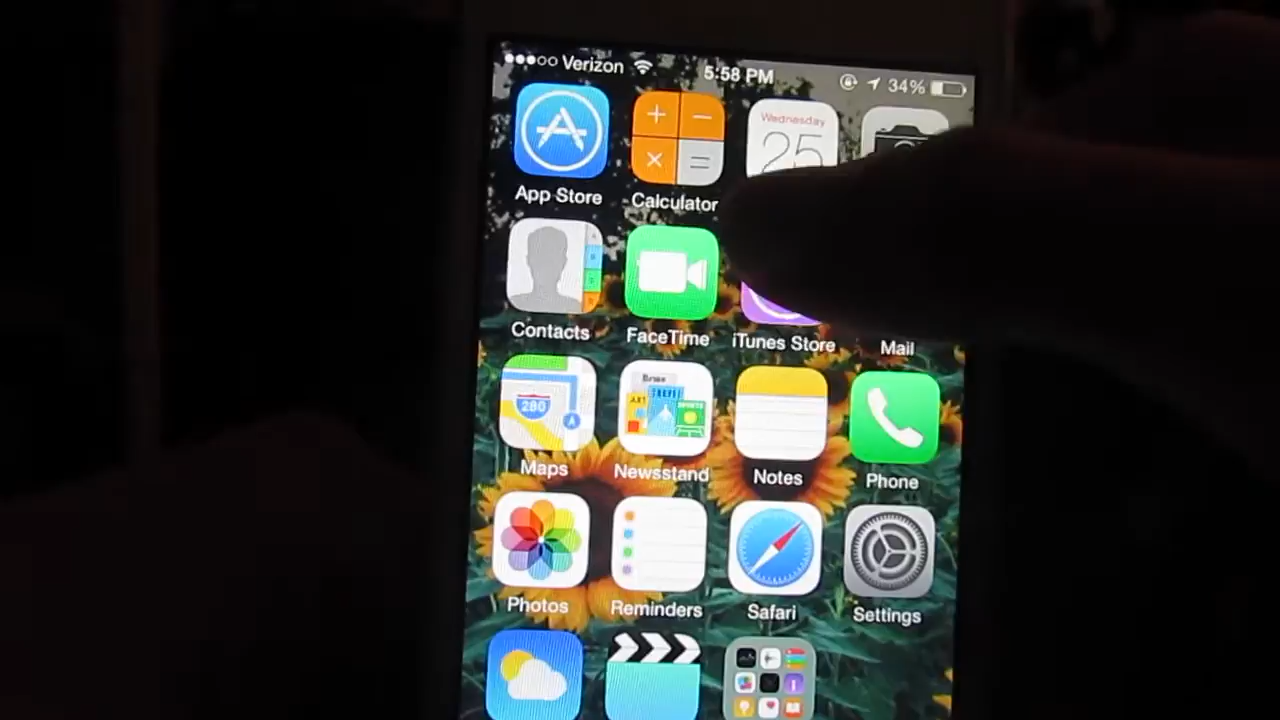 Verizon 5:58 PM 34%
Wednesday
25
App Store Calculator
Contacts FaceTime iTunes Store Mail
280
Maps Newsstand Notes Phone
Photos Reminders Safari Settings